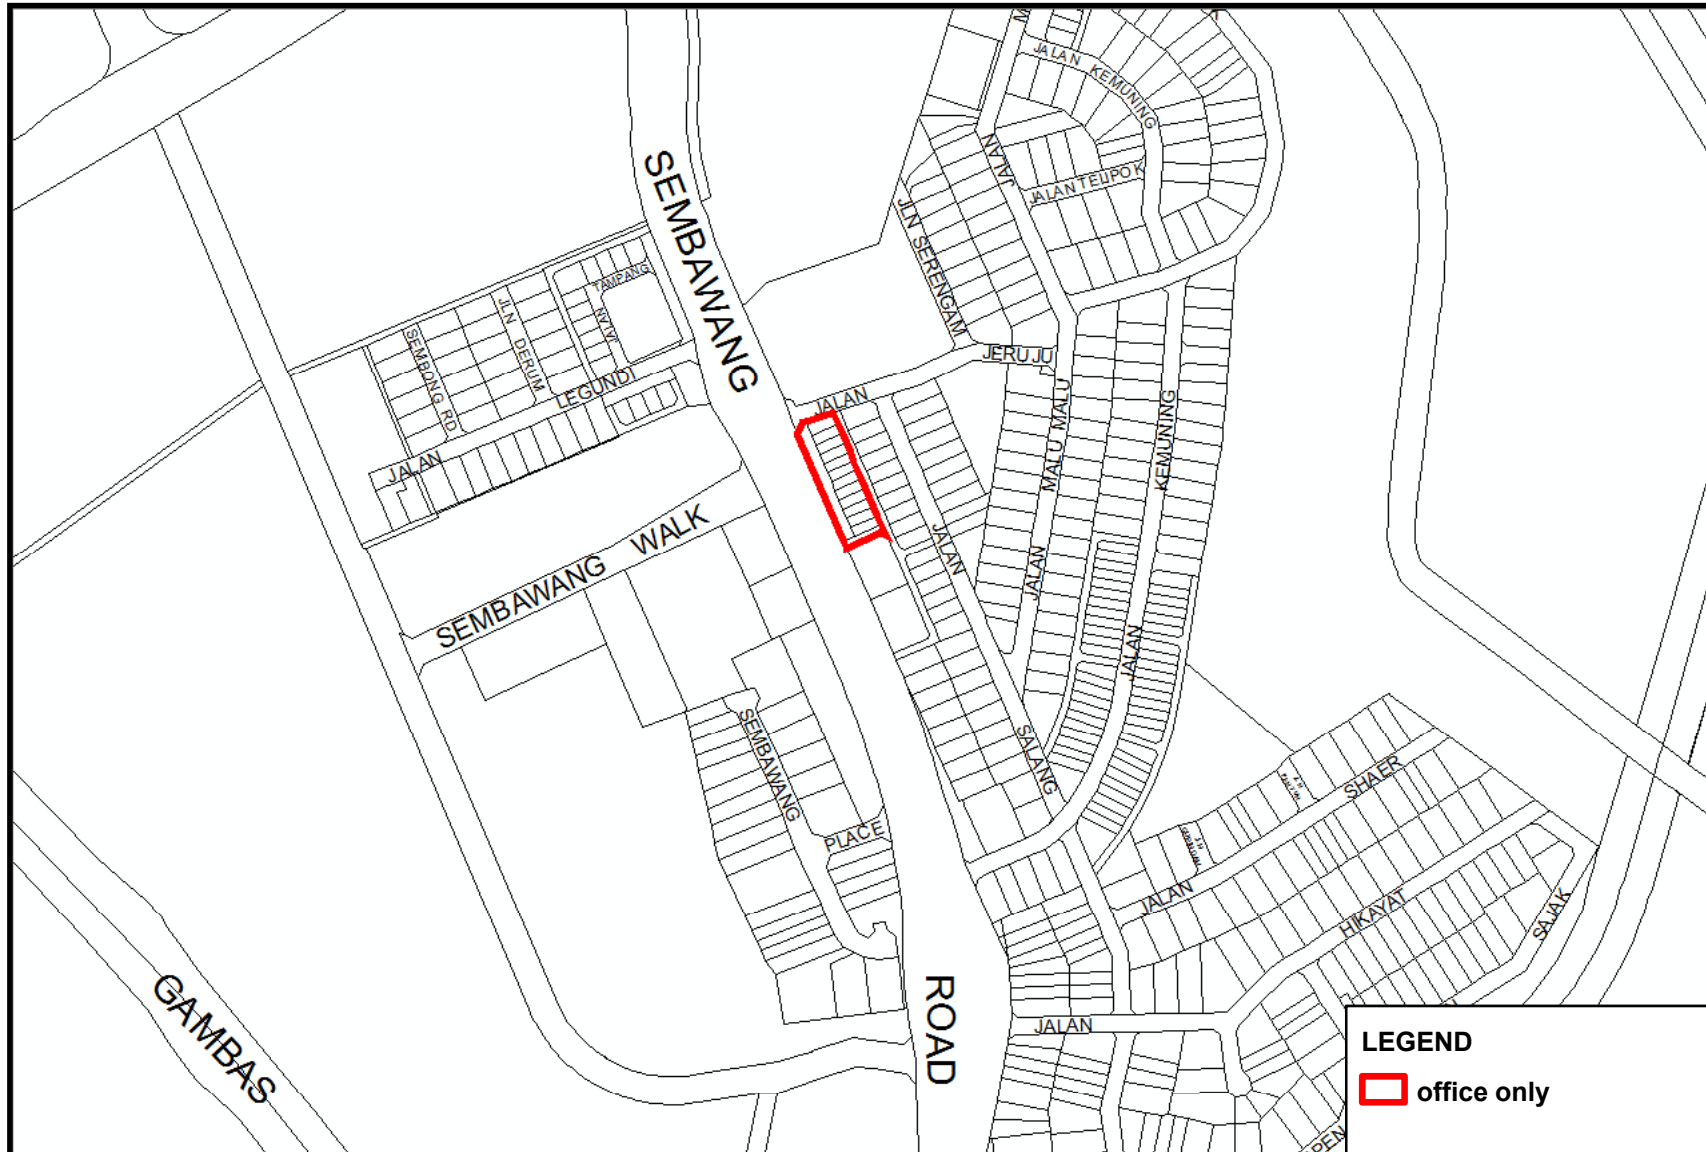 JALAN KEMUNING
JALAN
JALAN TELIPOK
SEMBAWANG
JLN SERENGAM
TAMPANG
JALAN
JLN DERUM
SEMBONG RD
LEGUNDI
JALAN
JERUJU
JALAN
MALU MALU
KEMUNING
JALAN
SEMBAWANG WALK
JALAN
JALAN
SALANG
SEMBAWANG
PLACE
SHAER
JALAN
HIKAYAT
SAJAK
GAMBAS
ROAD
JALAN
LEGEND
office only